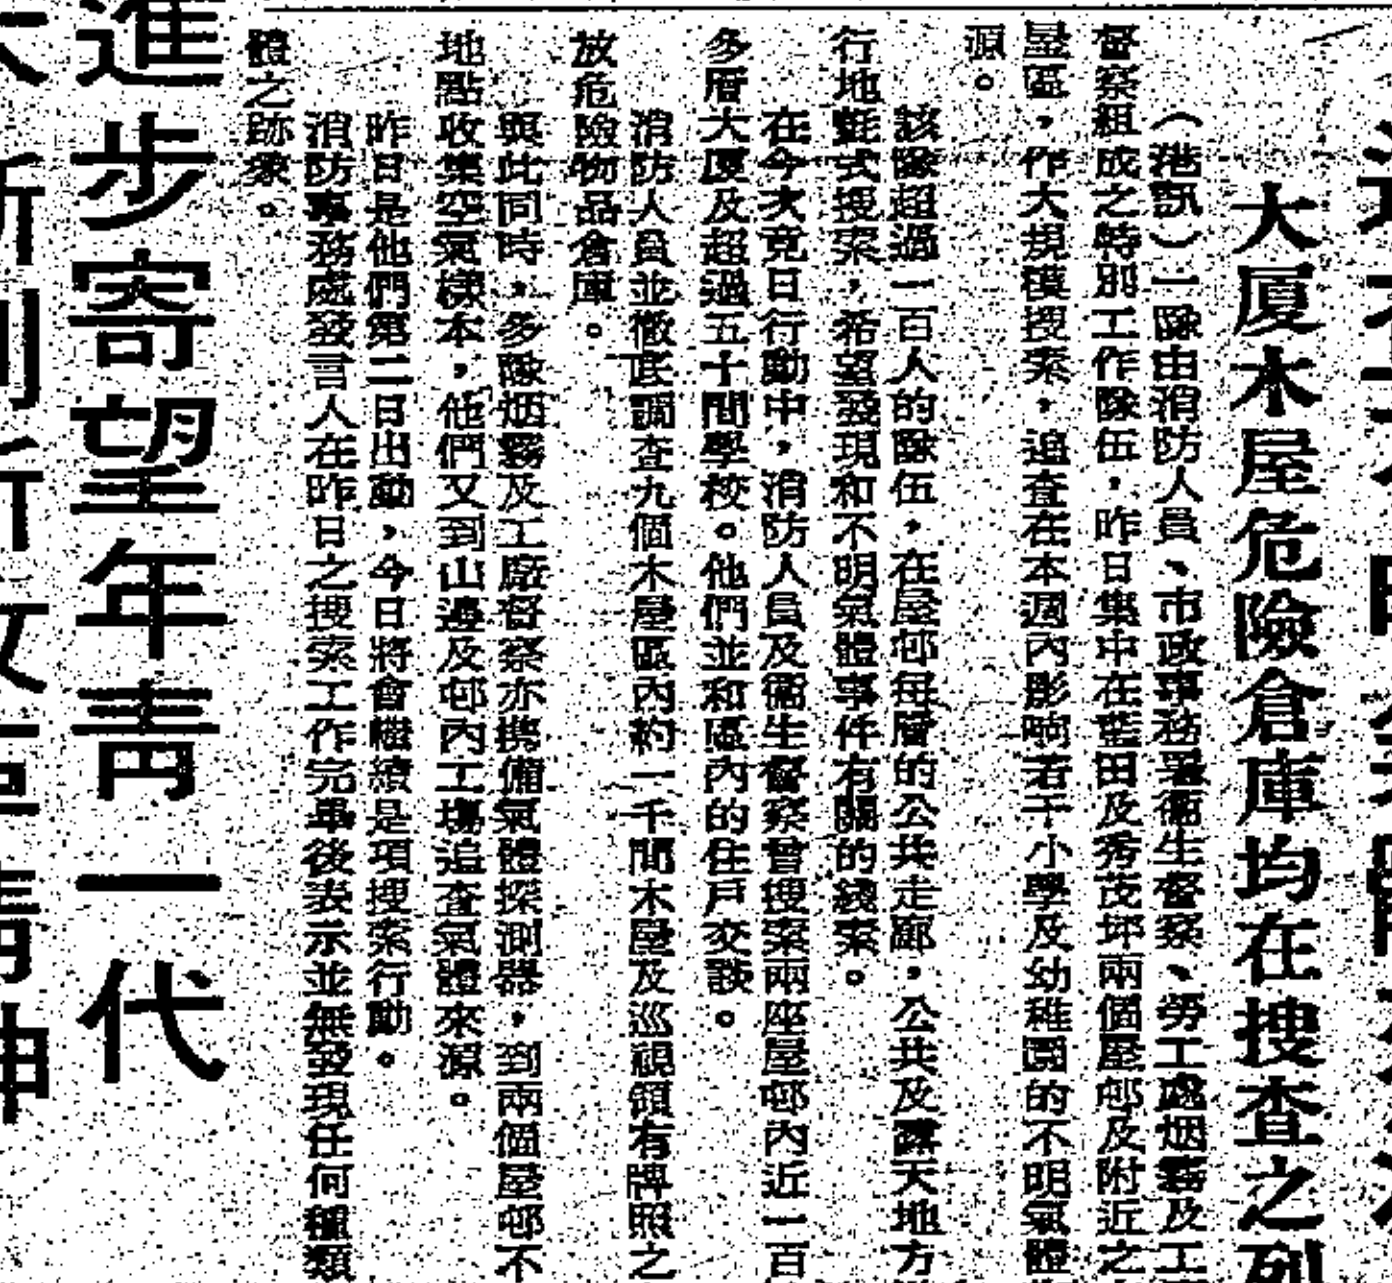 大厦木屋危險倉庫均在搜查之列
（港訊）一隊由消防人員、市政事務署衞生督察、勞工處烟霧及工
督察組成之特別工作隊伍，昨日集中在藍田及秀茂坪兩個屋邨及附近之
屋區，作大規模搜索，追查在本週內影响若干小學及幼稚園的不明氣體
源。
該隊超過一百人的隊伍，在屋邨每層的公共走廊，公共及露天地方
行地氈式搜索，希望發現和不明氣體事件有關的綫索。
在今次竟日行動中，消防人員及衞生督察曾搜索兩座屋邨內近一百
多層大厦及超過五十間學校。他們並和區內的住戶交談。
消防人員並徹底調查九個木屋區內約一千間木屋及巡視領有牌照之
放危險物品倉庫。
與此同時，多隊烟霧及工廠督察亦携備氣體探測器，到兩個屋邨不
地點收集空氣樣本，他們又到山邊及邨內工塲追查氣體來源。
昨日是他們第二日出動，今日將會繼續是項搜索行動。
消防事務處發言人在昨日之搜索工作完畢後表示並無發現任何種類
體之跡象。
進步寄望年青一代